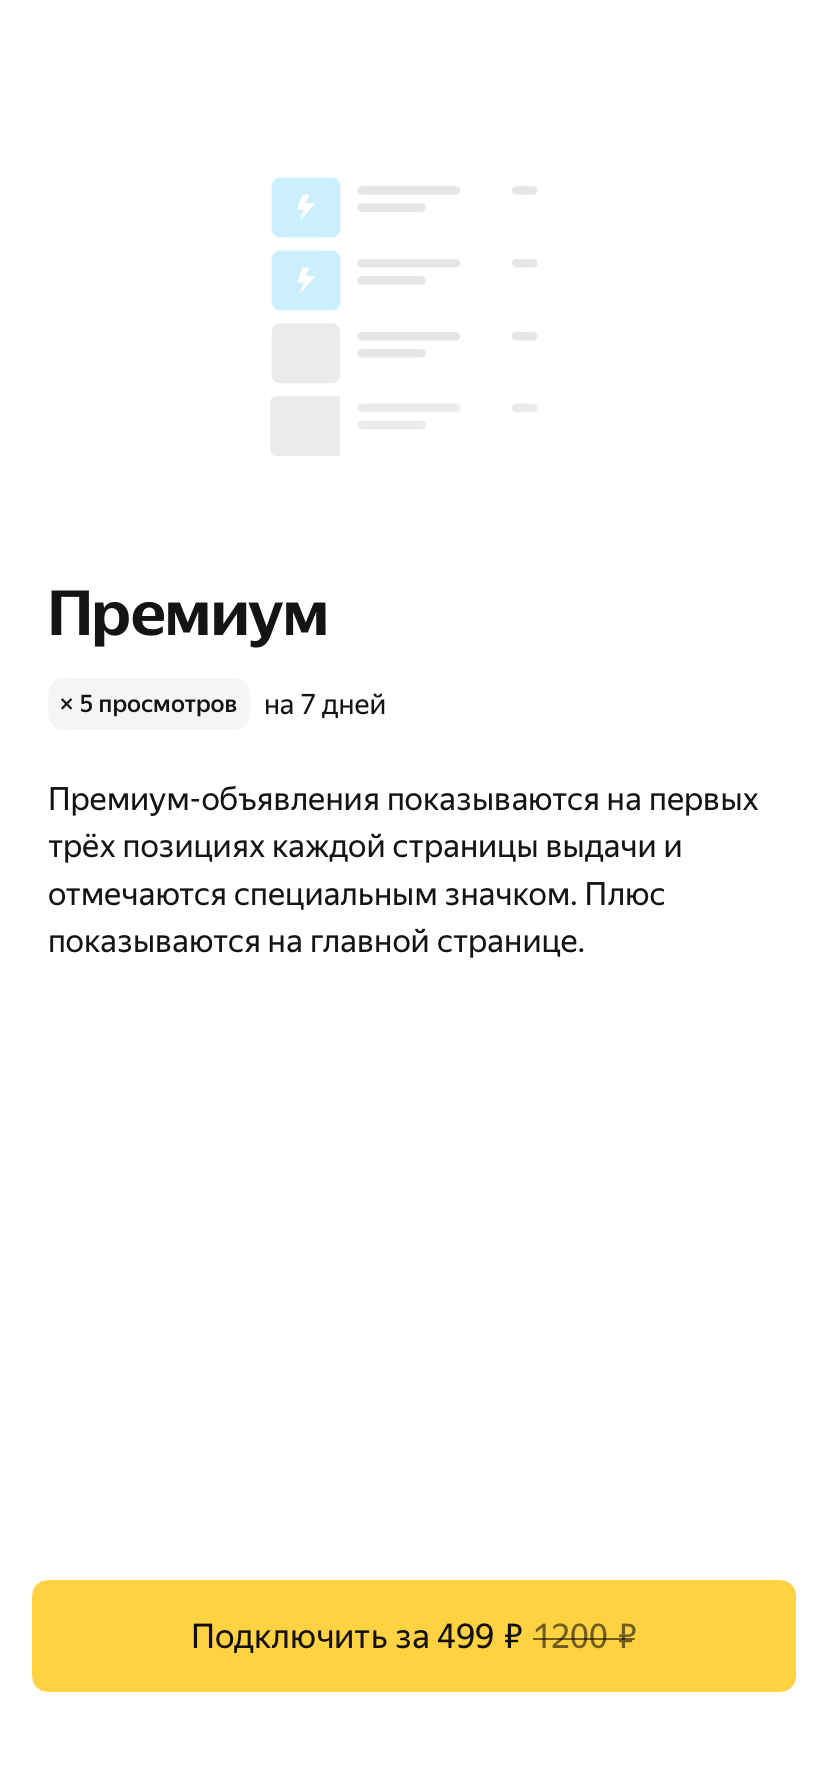 Премиум
× 5 просмотров на 7 дней
Премиум-объявления показываются на первых
трёх позициях каждой страницы выдачи и
отмечаются специальным значком. Плюс
показываются на главной странице.
Подключить за 499 ₽ 1200 ₽